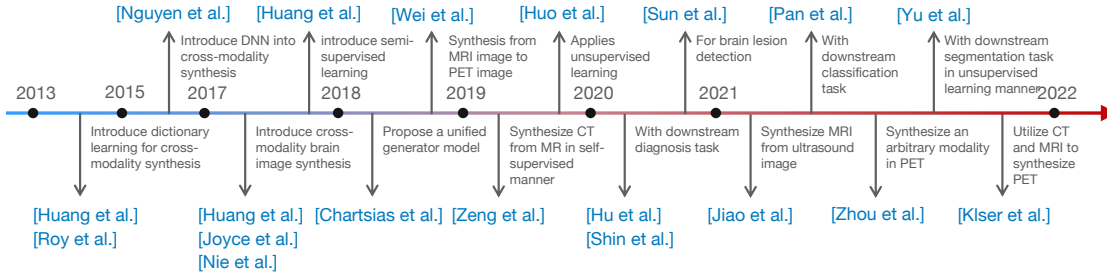 [Nguyen et al.]
[Huang et al.]
[Wei et al.]
[Huo et al.]
[Sun et al.]
[Pan et al.]
[Yu et al.]
Introduce DNN into
cross-modality
synthesis
introduce semi-
supervised
learning
Synthesis from
MRI image to
PET image
Applies
unsupervised
learning
For brain lesion
detection
With
downstream
classification
task
With downstream
segmentation task
in unsupervised
learning manner
2013
2015
2017
2018
2019
2020
2021
2022
Introduce dictionary
learning for cross-
modality synthesis
Introduce cross-
modality brain
image synthesis
Propose a unified
generator model
Synthesize CT
from MR in self-
supervised
manner
With downstream
diagnosis task
Synthesize MRI
from ultrasound
image
Synthesize an
arbitrary modality
in PET
Utilize CT
and MRI to
synthesize
PET
[Huang et al.]
[Roy et al.]
[Huang et al.]
[Joyce et al.]
[Nie et al.]
[Chartsias et al.]
[Zeng et al.]
[Hu et al.]
[Shin et al.]
[Jiao et al.]
[Zhou et al.]
[Klser et al.]